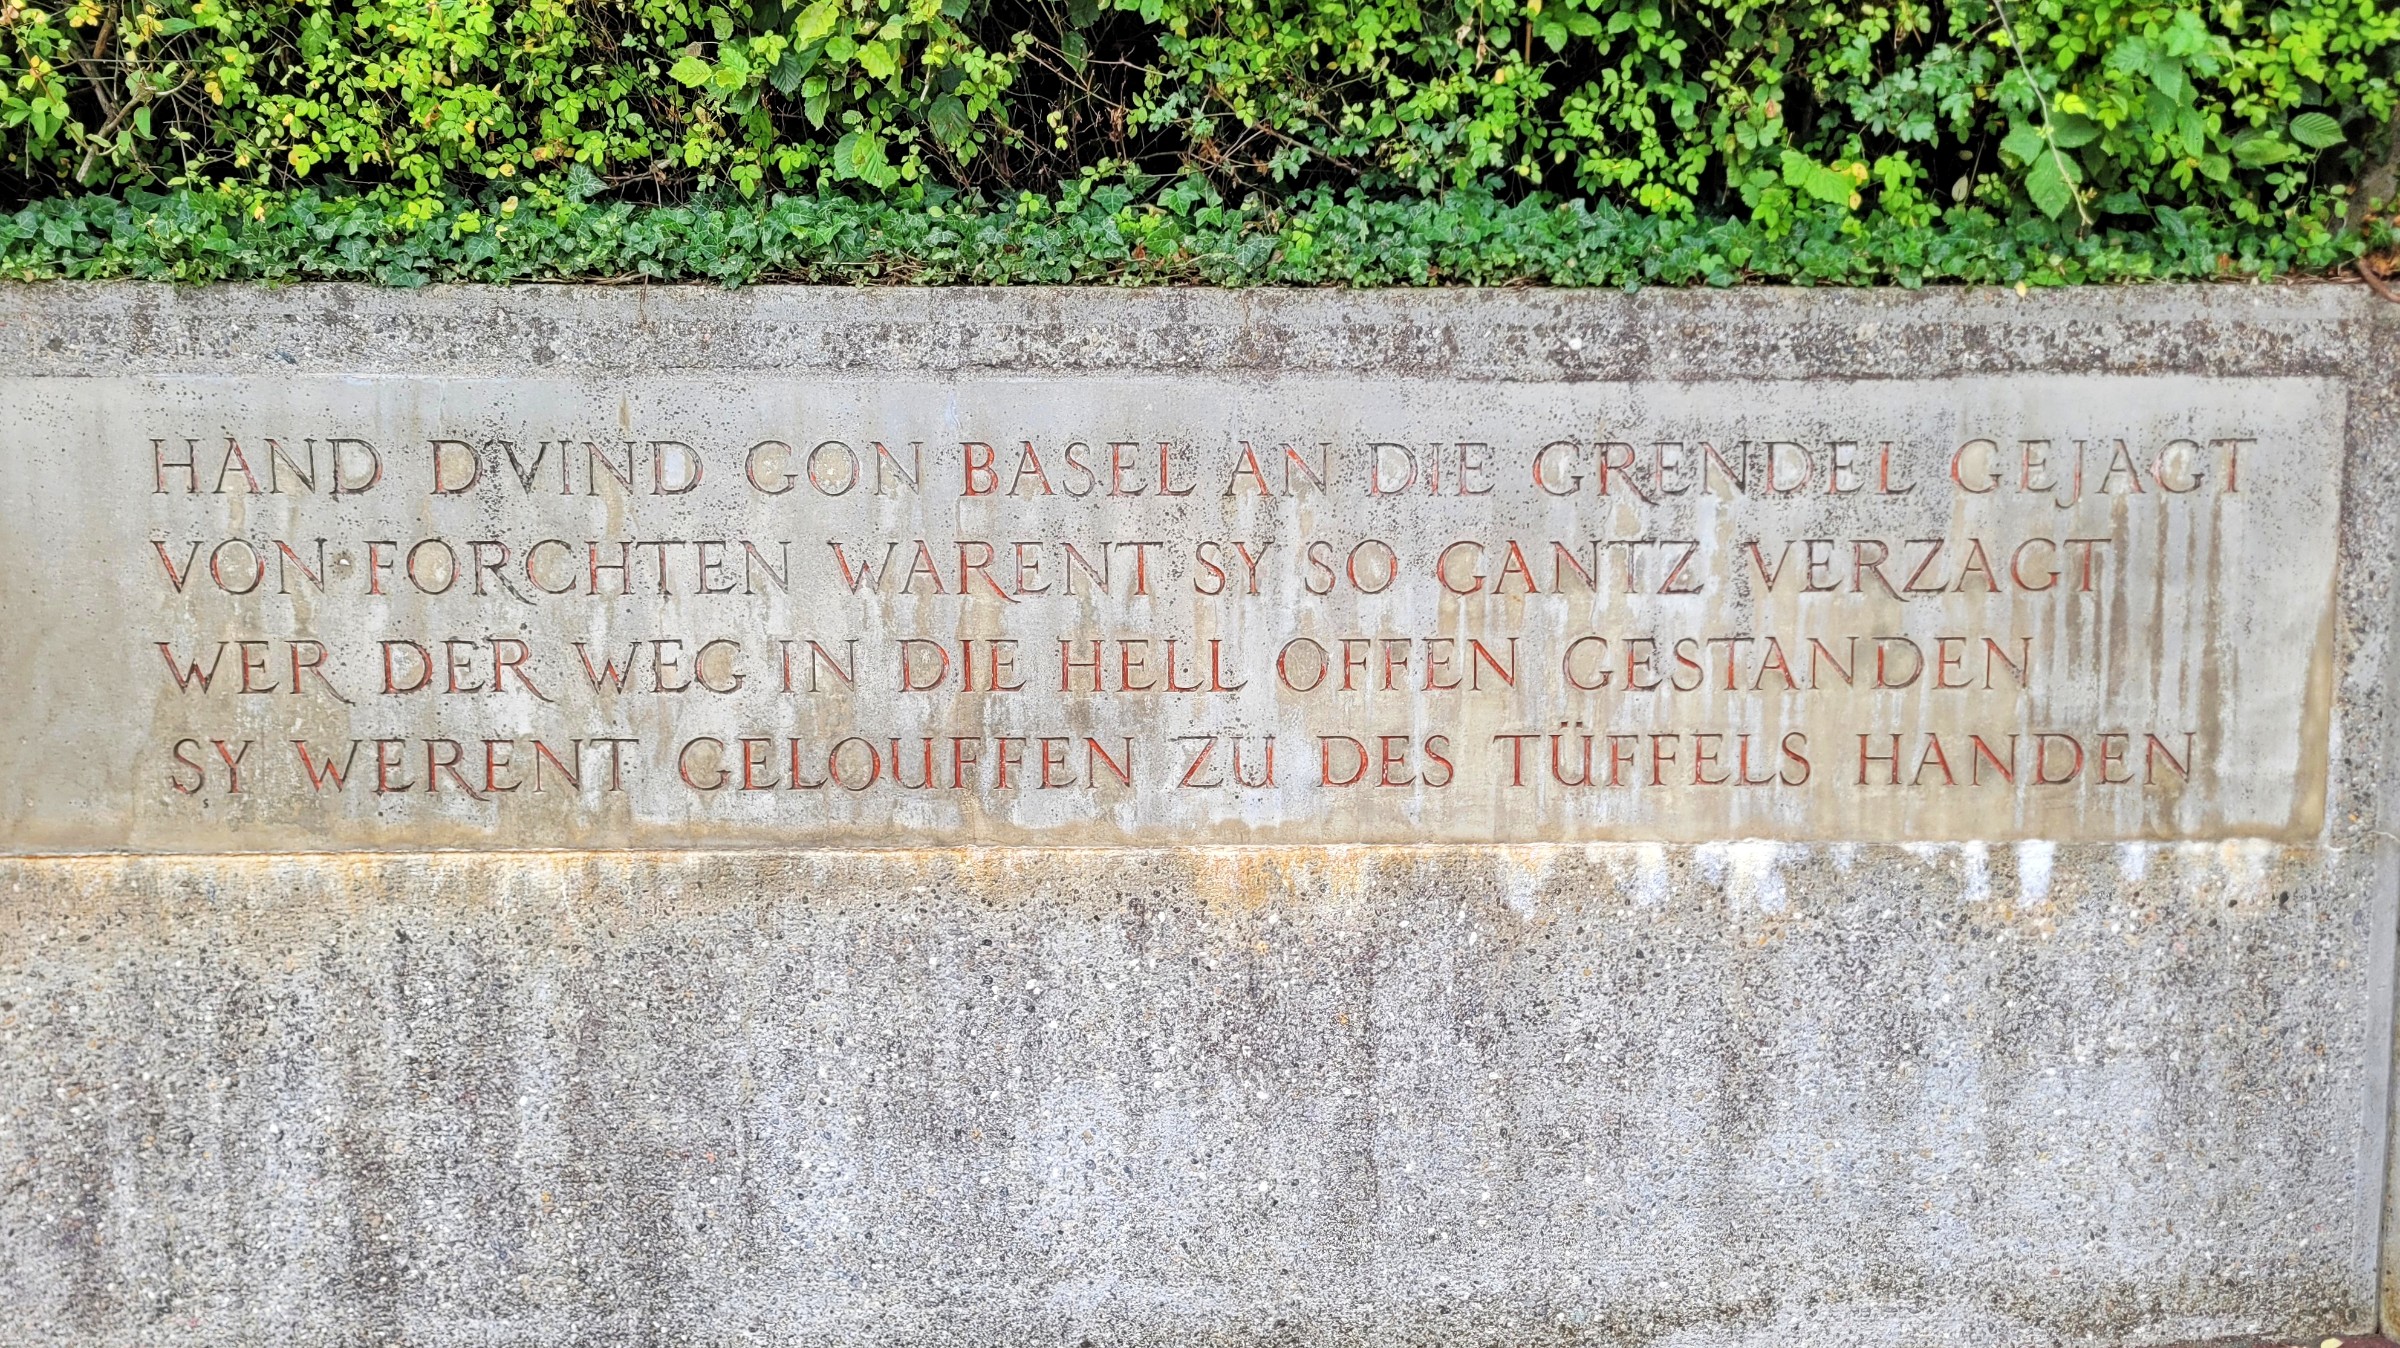 HAND D'VIND GON BASEL AN DIE GRENDEL GEJAGT
VON FORCHTEN WARENT SY SO GANTZ VERZAGT
WER DER WEG IN DIE HELL OFFEN GESTANDEN
SY WERENT GELOUFFEN ZU DES TÜFFELS HANDEN